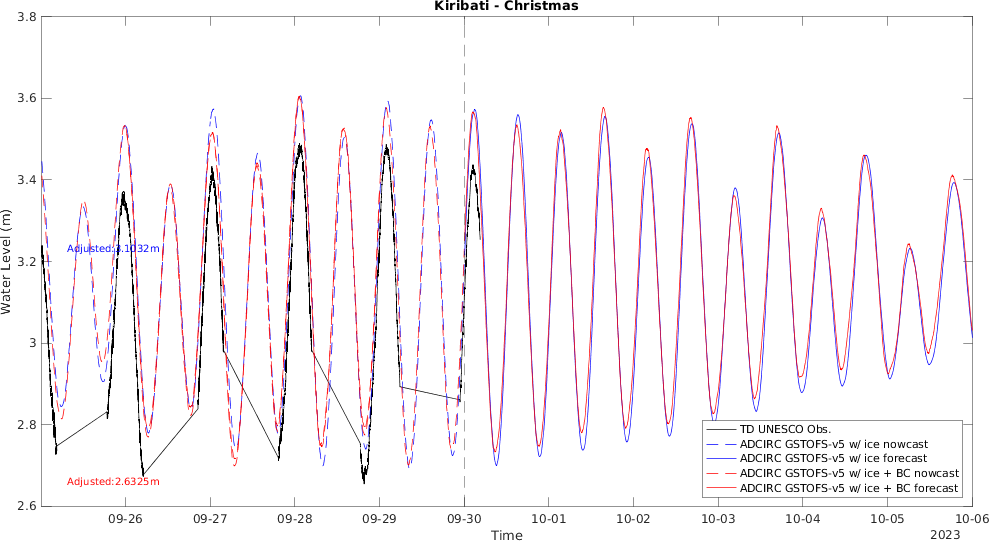 Kiribati - Christmas
3.8
3.6
3.4
3.2
3
2.8
2.6
Water Level (m)
Adjusted:3.1032m
Adjusted:2.6325m
TD UNESCO Obs.
ADCIRC GSTOFS-v5 w/ ice nowcast
ADCIRC GSTOFS-v5 w/ ice forecast
ADCIRC GSTOFS-v5 w/ ice + BC nowcast
ADCIRC GSTOFS-v5 w/ ice + BC forecast
09-26 09-27 09-28 09-29 09-30 10-01 10-02 10-03 10-04 10-05 10-06
Time
2023